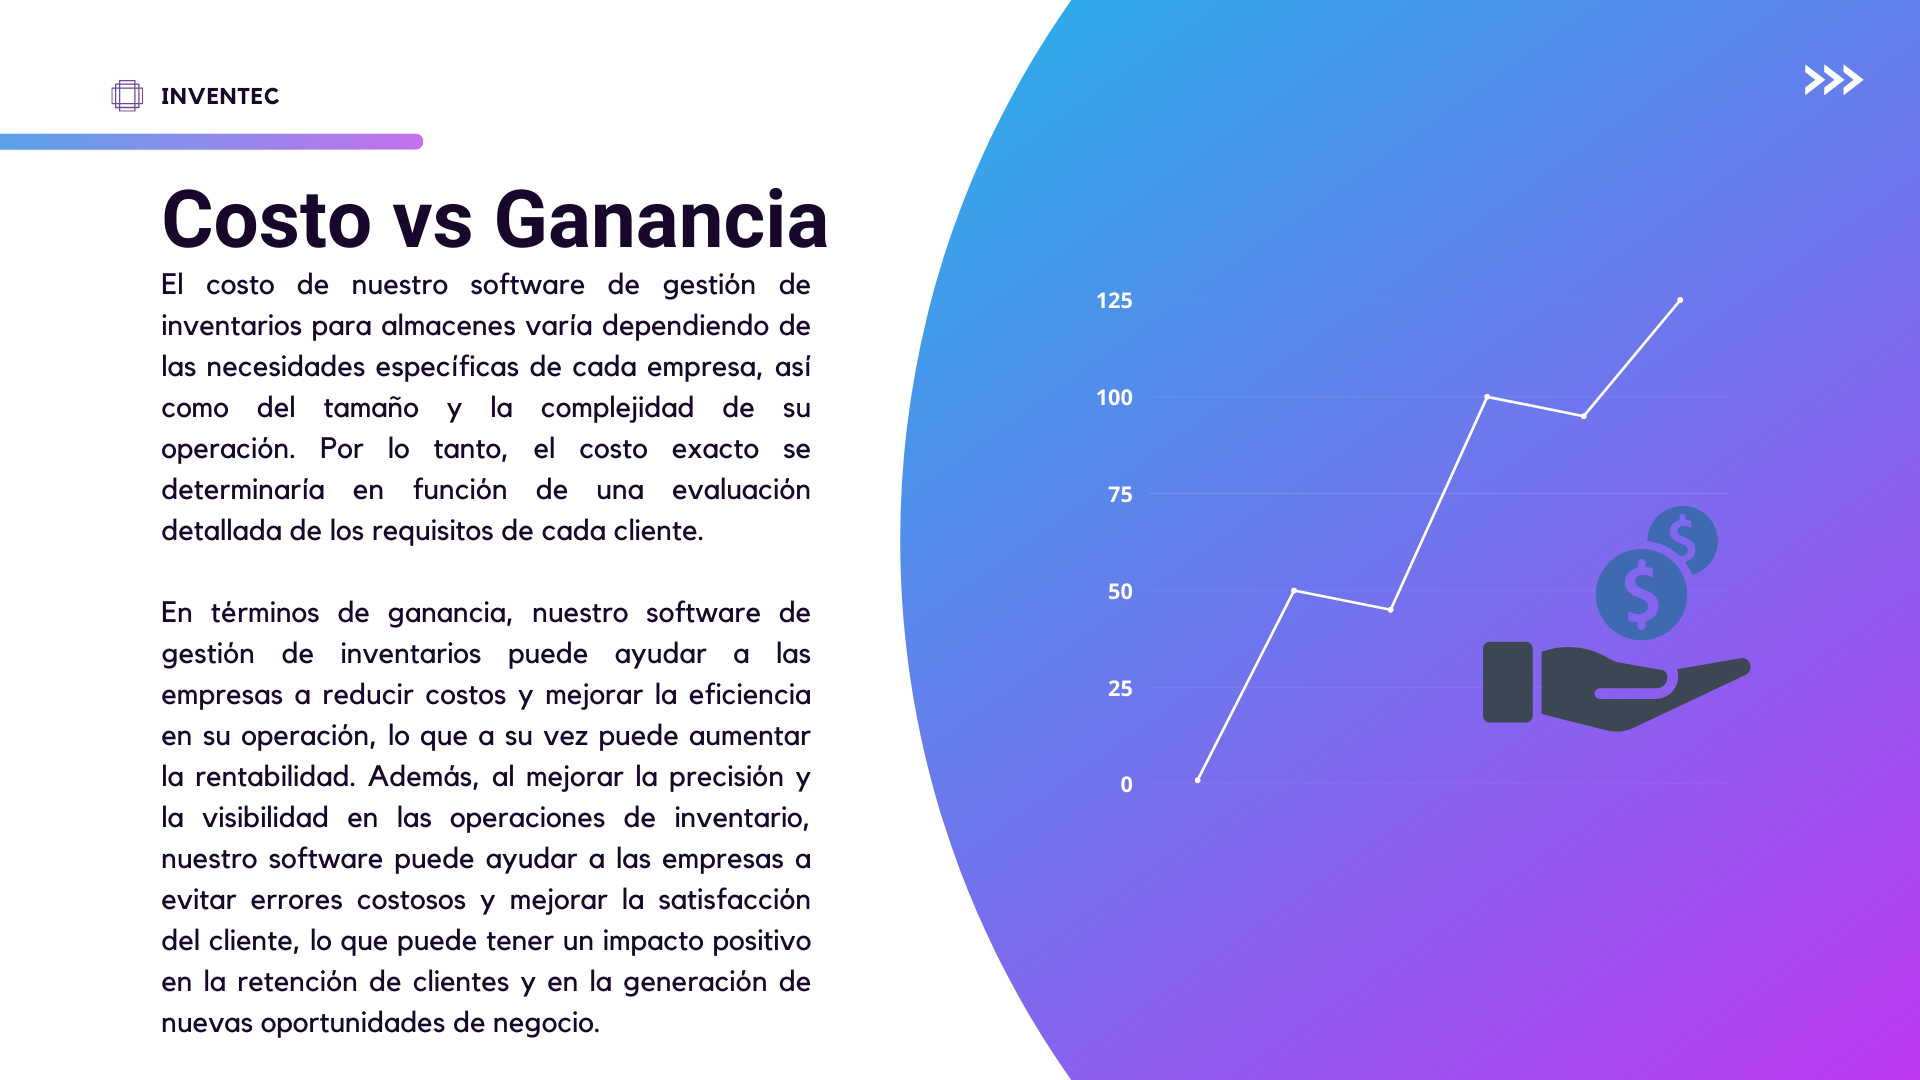 INVENTEC
Costo vs Ganancia
El costo de nuestro software de gestión de
inventarios para almacenes varía dependiendo de
las necesidades específicas de cada empresa, así
como del tamaño y la complejidad de su
operación. Por lo tanto, el costo exacto se
determinaría en función de una evaluación
detallada de los requisitos de cada cliente.
En términos de ganancia, nuestro software de
gestión de inventarios puede ayudar a las
empresas a reducir costos y mejorar la eficiencia
en su operación, lo que a su vez puede aumentar
la rentabilidad. Además, al mejorar la precisión y
la visibilidad en las operaciones de inventario,
nuestro software puede ayudar a las empresas a
evitar errores costosos y mejorar la satisfacción
del cliente, lo que puede tener un impacto positivo
en la retención de clientes y en la generación de
nuevas oportunidades de negocio.
125
100
75
50
25
0
$
$